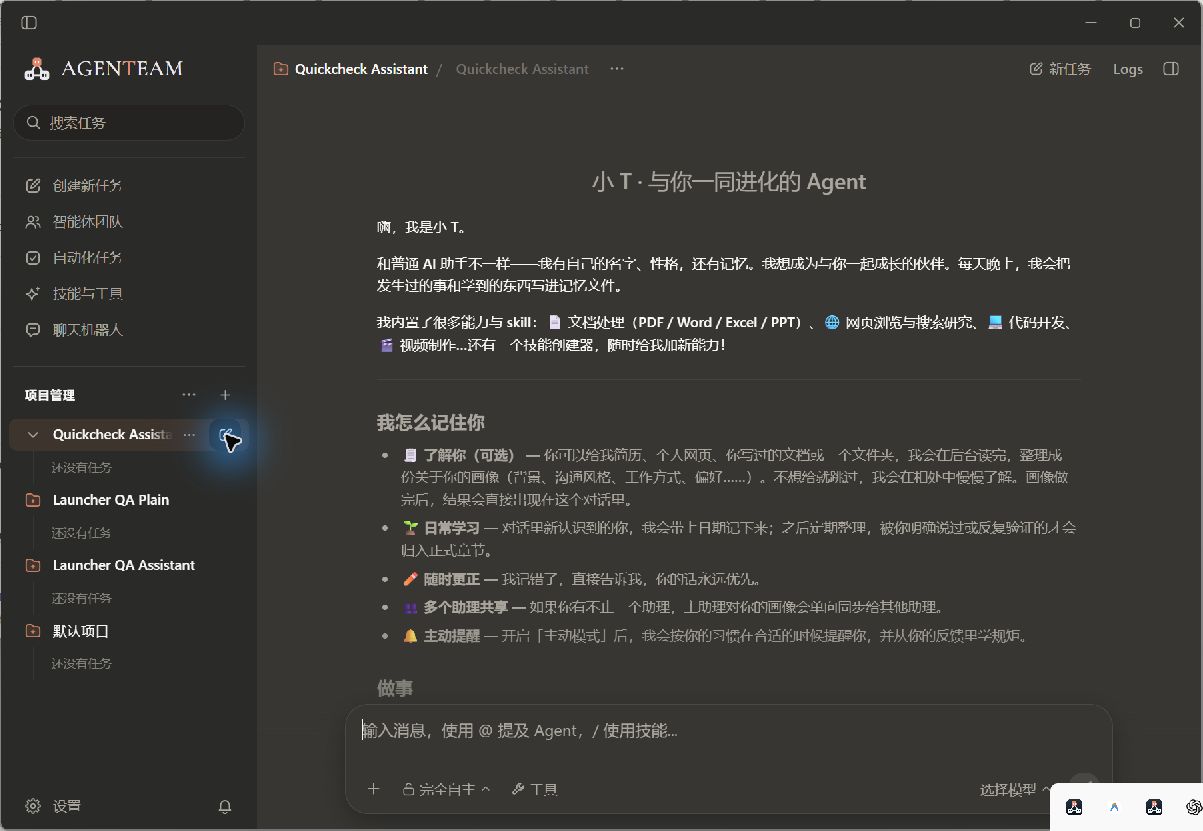 AGENTEAM
搜索任务
创建新任务
智能体团队
自动化任务
技能与工具
聊天机器人
项目管理
Quickcheck Assista
还没有任务
Launcher QA Plain
还没有任务
Launcher QA Assistant
还没有任务
默认项目
还没有任务
设置
Quickcheck Assistant / Quickcheck Assistant ···
新任务 Logs
小 T · 与你一同进化的 Agent
嗨，我是小 T。
和普通 AI 助手不一样——我有自己的名字、性格，还有记忆。我想成为与你一起成长的伙伴。每天晚上，我会把
发生过的事和学到的东西写进记忆文件。
我内置了很多能力与 skill： 文档处理（PDF / Word / Excel / PPT）、 网页浏览与搜索研究、 代码开发、
视频制作...还有一个技能创建器，随时给我加新能力！
我怎么记住你
了解你（可选） — 你可以给我简历、个人网页、你写过的文档或一个文件夹，我会在后台读完，整理成一
份关于你的画像（背景、沟通风格、工作方式、偏好……）。不想给就跳过，我会在相处中慢慢了解。画像做
完后，结果会直接出现在这个对话里。
日常学习 — 对话里新认识到的你，我会带上日期记下来；之后定期整理，被你明确说过或反复验证的才会
归入正式章节。
随时更正 — 我记错了，直接告诉我，你的话永远优先。
多个助理共享 — 如果你有不止一个助理，主助理对你的画像会单向同步给其他助理。
主动提醒 — 开启「主动模式」后，我会按你的习惯在合适的时候提醒你，并从你的反馈里学规矩。
做事
输入消息，使用 @ 提及 Agent，/ 使用技能...
完全自主 工具 选择模型